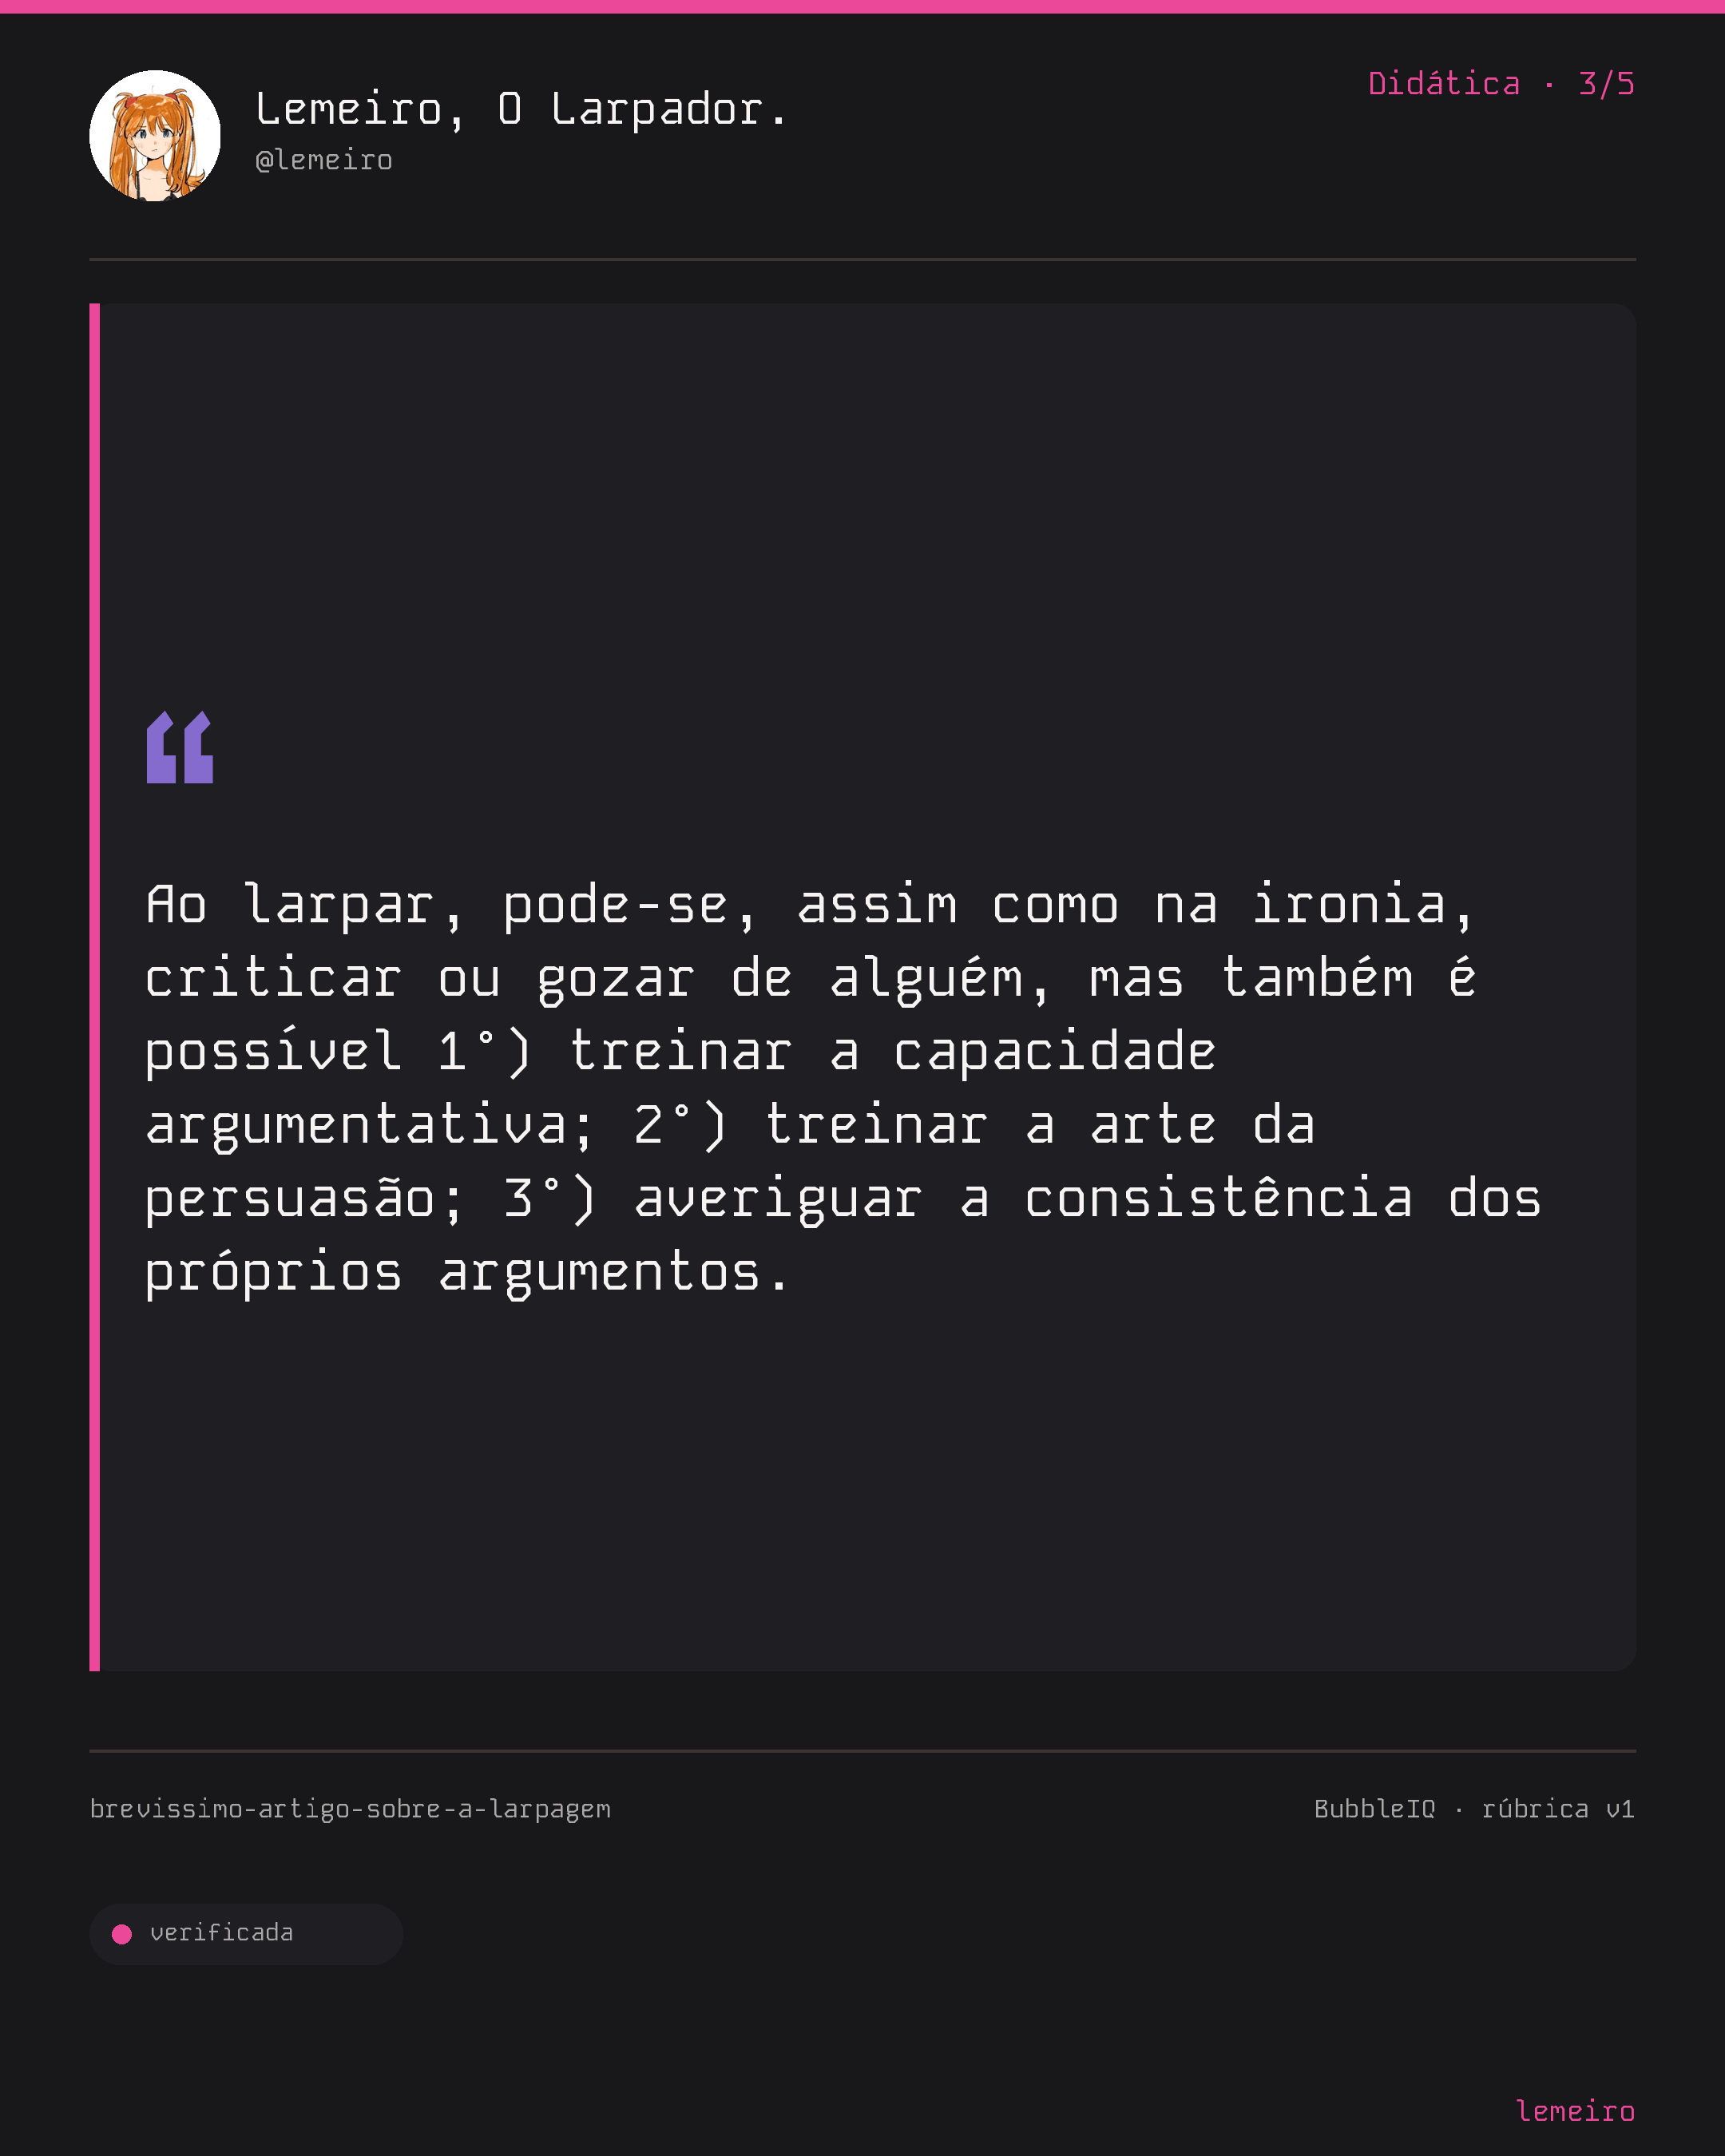 Lemeiro, O Larpador.
@lemeiro
Didática · 3/5
“
Ao larpar, pode-se, assim como na ironia,
criticar ou gozar de alguém, mas também é
possível 1°) treinar a capacidade
argumentativa; 2°) treinar a arte da
persuasão; 3°) averiguar a consistência dos
próprios argumentos.
brevissimo-artigo-sobre-a-larpagem
BubbleIQ · rúbrica v1
verificada
lemeiro